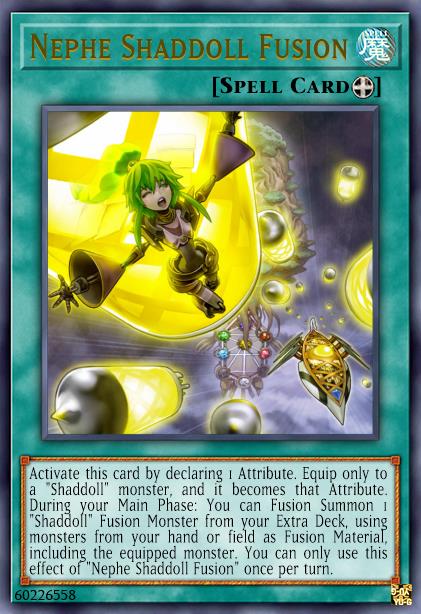 Nephe Shaddoll Fusion
SPELL
魔
[Spell Card]
Activate this card by declaring 1 Attribute. Equip only to
a "Shaddoll" monster, and it becomes that Attribute.
During your Main Phase: You can Fusion Summon 1
"Shaddoll" Fusion Monster from your Extra Deck, using
monsters from your hand or field as Fusion Material,
including the equipped monster. You can only use this
effect of "Nephe Shaddoll Fusion" once per turn.
60226558